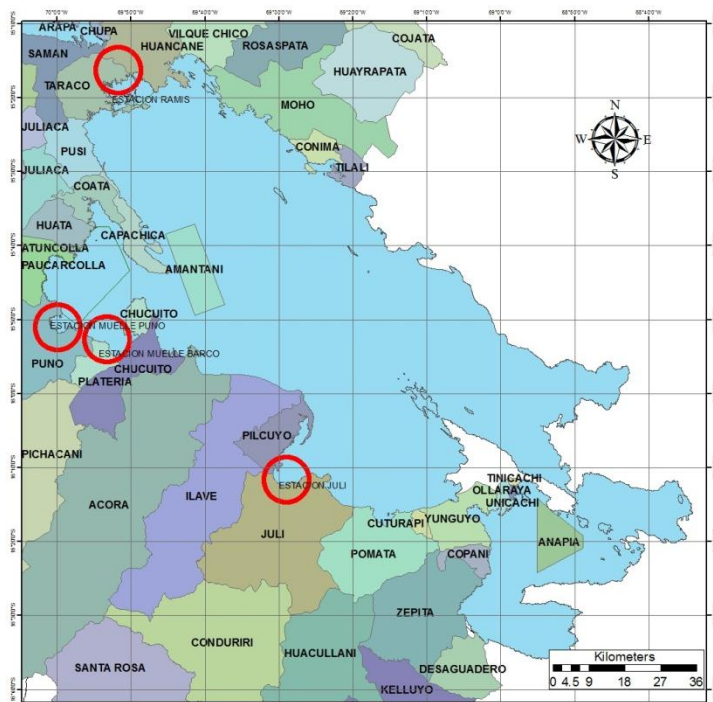 ARAPA
CHUPA
VILQUE CHICO
COJATA
SAMAN
HUANCANE
ROSASPATA
HUAYRAPATA
TARACO
ESTACION RAMIS
MOHO
JULIACA
PUSI
CONIMA
TILALI
JULIACA
COATA
HUATA
CAPACHICA
ATUNCOLLA
PAUCARCOLLA
AMANTANI
CHUCUITO
ESTACION MUELLE PUNO
ESTACION MUELLE BARCO
PUNO
CHUCUITO
PLATERIA
PILCUYO
PICHACANI
ESTACION JULI
ACORA
ILAVE
TINICACHI
OLLARAYA
UNICACHI
JULI
CUTURAPI
YUNGUYO
ANAPIA
POMATA
COPANI
ZEPITA
CONDURIRI
HUACULLANI
SANTA ROSA
DESAGUADERO
KELLUYO
N
W
E
S
Kilometers
0 4.5 9 18 27 36